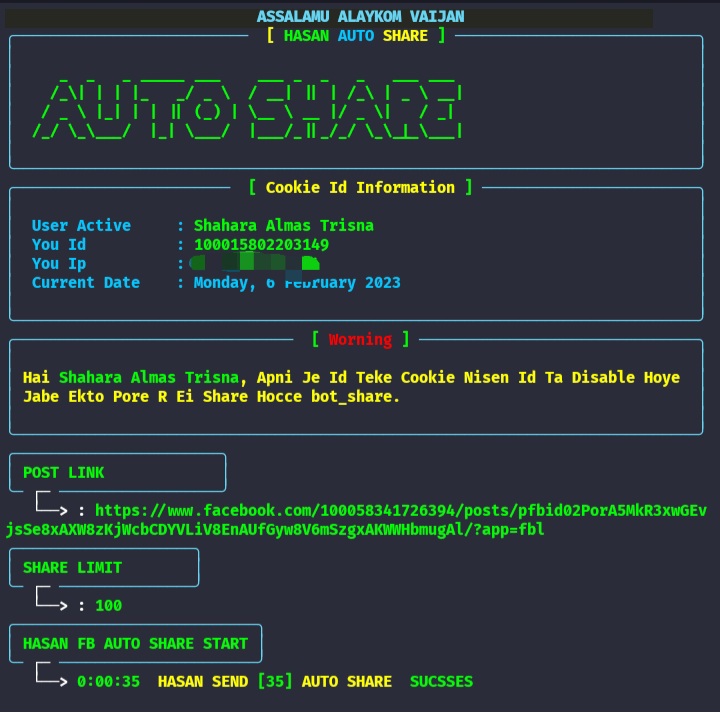 ASSALAMU ALAYKOM VAIJAN
[ HASAN AUTO SHARE ]
AUTO SHARE
[ Cookie Id Information ]
User Active : Shahara Almas Trisna
You Id : 100015802203149
You Ip :
Current Date : Monday, 6 February 2023
[ Worning ]
Hai Shahara Almas Trisna, Apni Je Id Teke Cookie Nisen Id Ta Disable Hoye
Jabe Ekto Pore R Ei Share Hocce bot_share.
POST LINK
: https://www.facebook.com/100058341726394/posts/pfbid02PorA5MkR3xwGEv
jsSe8xAXW8zKjWcbCDYVLiV8EnAUfGyw8V6mSzgxAKWWHbmugAl/?app=fbl
SHARE LIMIT
: 100
HASAN FB AUTO SHARE START
0:00:35 HASAN SEND [35] AUTO SHARE SUCSSES